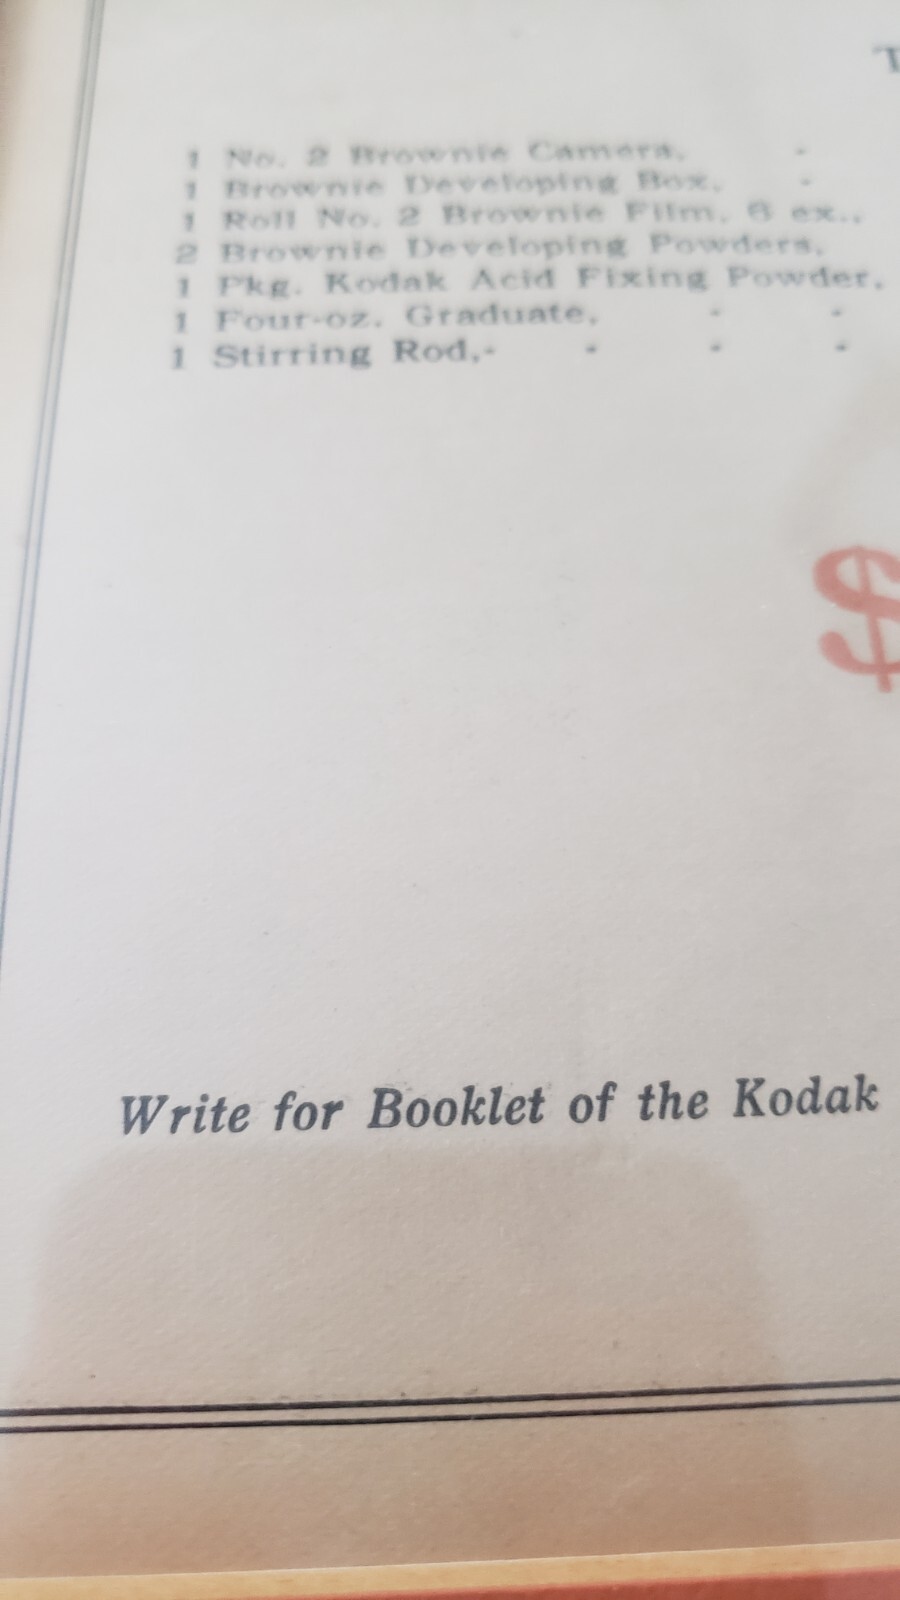 T
1 No. 2 Brownie Camera, -
1 Brownie Developing Box, -
1 Roll No. 2 Brownie Film, 6 ex.,
2 Brownie Developing Powders,
1 Pkg. Kodak Acid Fixing Powder,
1 Four-oz. Graduate, - -
1 Stirring Rod,- - - -
$
Write for Booklet of the Kodak